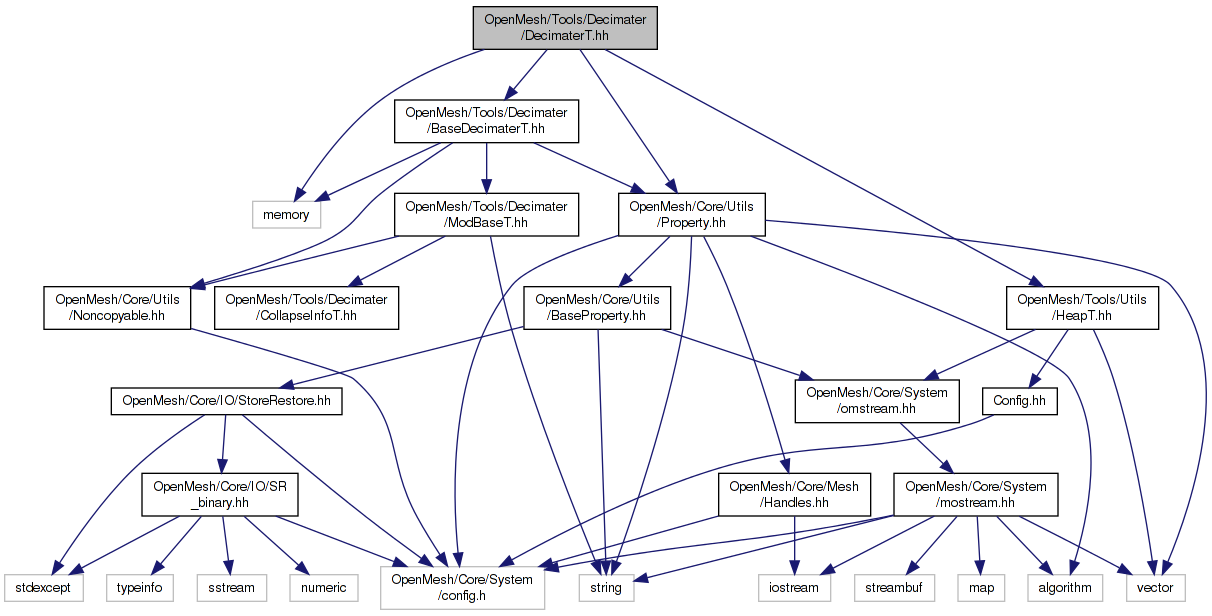 OpenMesh/Tools/Decimater
/DecimaterT.hh
OpenMesh/Tools/Decimater
/BaseDecimaterT.hh
memory
OpenMesh/Tools/Decimater
/ModBaseT.hh
OpenMesh/Core/Utils
/Property.hh
OpenMesh/Core/Utils
/Noncopyable.hh
OpenMesh/Tools/Decimater
/CollapseInfoT.hh
OpenMesh/Core/Utils
/BaseProperty.hh
OpenMesh/Tools/Utils
/HeapT.hh
OpenMesh/Core/IO/StoreRestore.hh
OpenMesh/Core/System
/omstream.hh
Config.hh
OpenMesh/Core/IO/SR
_binary.hh
OpenMesh/Core/Mesh
/Handles.hh
OpenMesh/Core/System
/mostream.hh
stdexcept
typeinfo
sstream
numeric
OpenMesh/Core/System
/config.h
string
iostream
streambuf
map
algorithm
vector